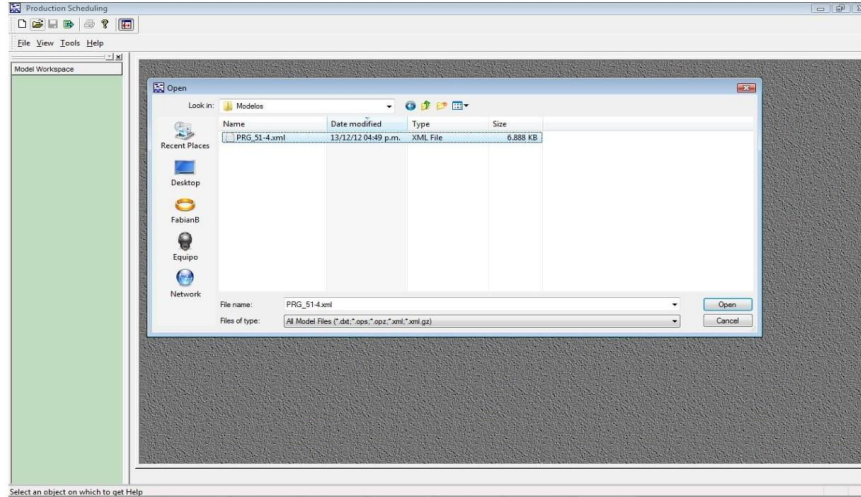 Production Scheduling
File View Tools Help
Model Workspace
Open
Look in: Modelos
Name Date modified Type Size
PRG_51-4.xml 13/12/12 04:49 p.m. XML File 6.888 KB
Recent Places
Desktop
FabianB
Equipo
Network
File name: PRG_51-4.xml Open
Files of type: All Model Files (*.dxt;*.ops;*.opz;*.xml;*.xml.gz) Cancel
Select an object on which to get Help